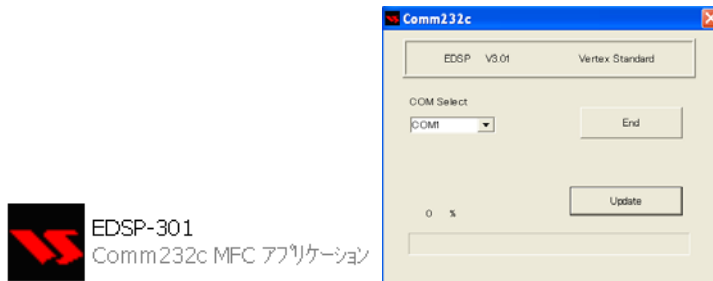 EDSP-301
Comm232c MFC アプリケーション
Comm232c
EDSP V3.01 Vertex Standard
COM Select
COM1
End
Update
0 %